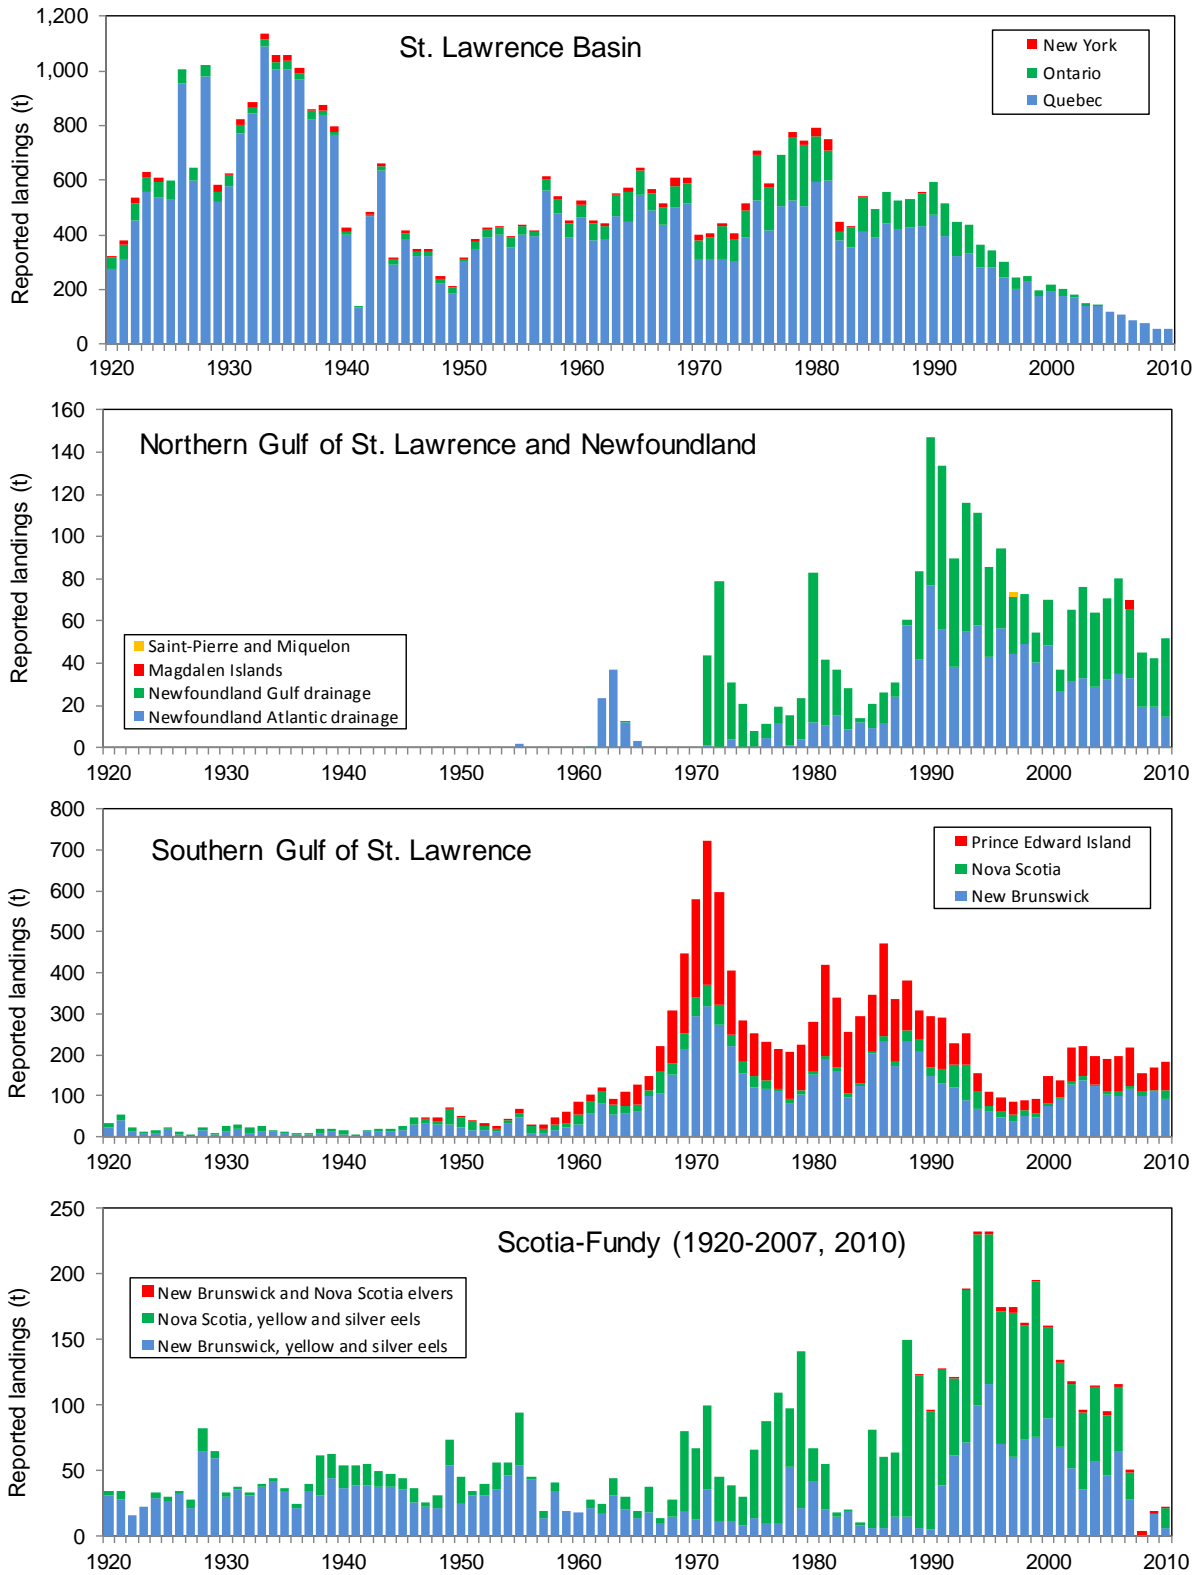 St. Lawrence Basin
New York
Ontario
Quebec
Reported landings (t)
1,200
1,000
800
600
400
200
0
1920 1930 1940 1950 1960 1970 1980 1990 2000 2010
Northern Gulf of St. Lawrence and Newfoundland
Saint-Pierre and Miquelon
Magdalen Islands
Newfoundland Gulf drainage
Newfoundland Atlantic drainage
Reported landings (t)
160
140
120
100
80
60
40
20
0
1920 1930 1940 1950 1960 1970 1980 1990 2000 2010
Southern Gulf of St. Lawrence
Prince Edward Island
Nova Scotia
New Brunswick
Reported landings (t)
800
700
600
500
400
300
200
100
0
1920 1930 1940 1950 1960 1970 1980 1990 2000 2010
Scotia-Fundy (1920-2007, 2010)
New Brunswick and Nova Scotia elvers
Nova Scotia, yellow and silver eels
New Brunswick, yellow and silver eels
Reported landings (t)
250
200
150
100
50
0
1920 1930 1940 1950 1960 1970 1980 1990 2000 2010